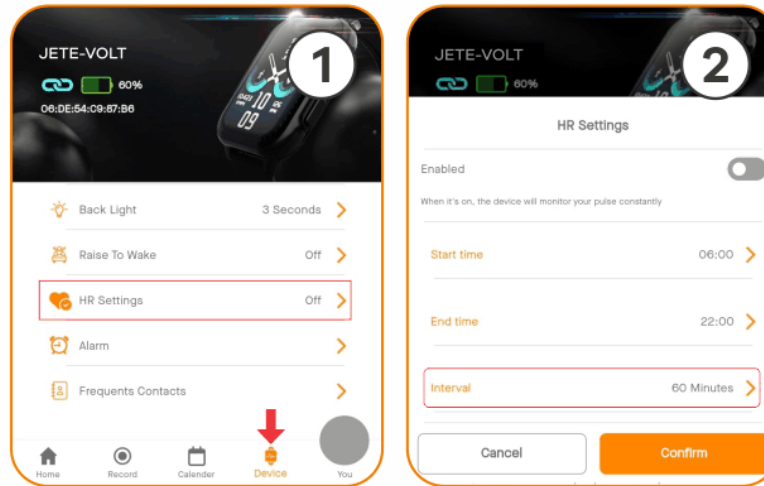 JETE-VOLT
1
60%
06:DE:54:C9:87:B6
Back Light 3 Seconds
Raise To Wake Off
HR Settings Off
Alarm
Frequents Contacts
Home Record Calender Device You
JETE-VOLT
2
60%
HR Settings
Enabled
When it's on, the device will monitor your pulse constantly
Start time 06:00
End time 22:00
Interval 60 Minutes
Cancel Confirm